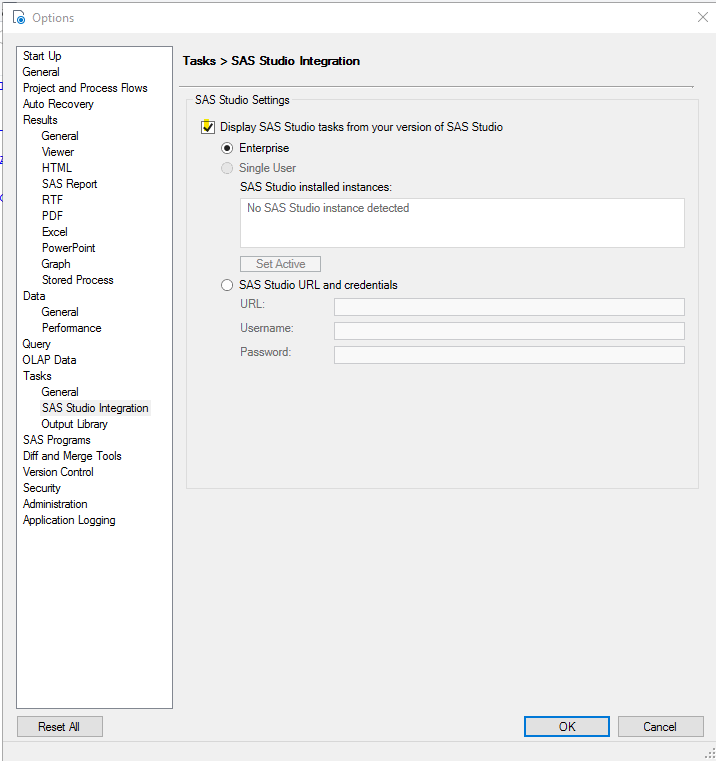 Options
Start Up
General
Project and Process Flows
Auto Recovery
Results
General
Viewer
HTML
SAS Report
RTF
PDF
Excel
PowerPoint
Graph
Stored Process
Data
General
Performance
Query
OLAP Data
Tasks
General
SAS Studio Integration
Output Library
SAS Programs
Diff and Merge Tools
Version Control
Security
Administration
Application Logging
Tasks > SAS Studio Integration
SAS Studio Settings
Display SAS Studio tasks from your version of SAS Studio
Enterprise
Single User
SAS Studio installed instances:
No SAS Studio instance detected
Set Active
SAS Studio URL and credentials
URL:
Username:
Password:
Reset All
OK
Cancel